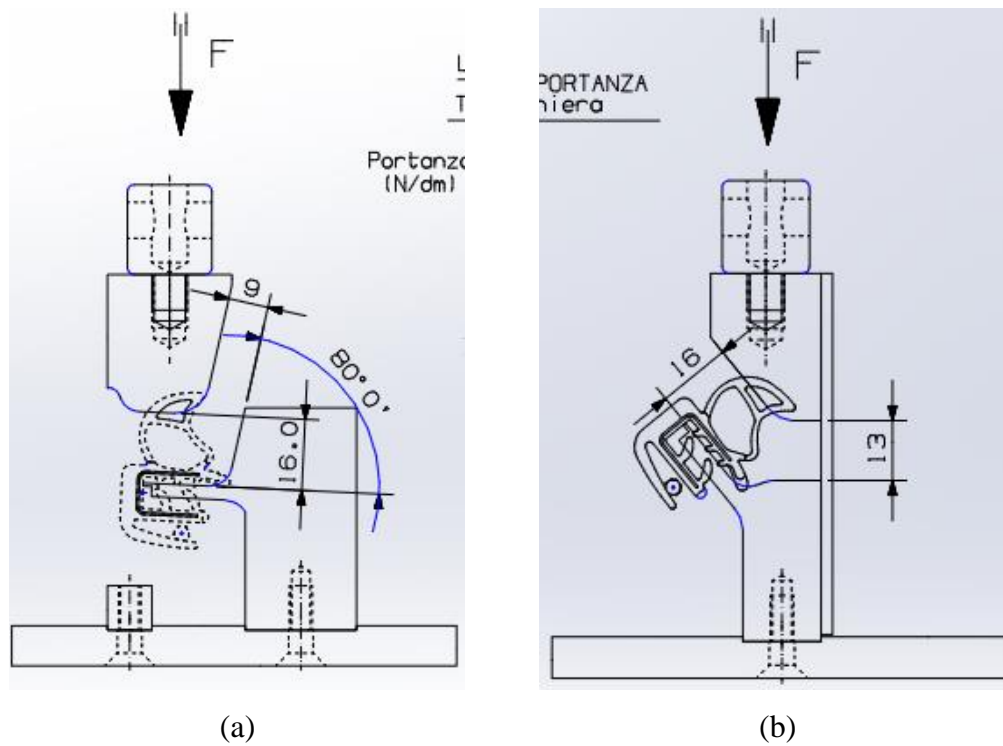 F
Portanza
(N/dm)
9
80°0'
16.0
(a)
F
PORTANZA
niera
16
13
(b)